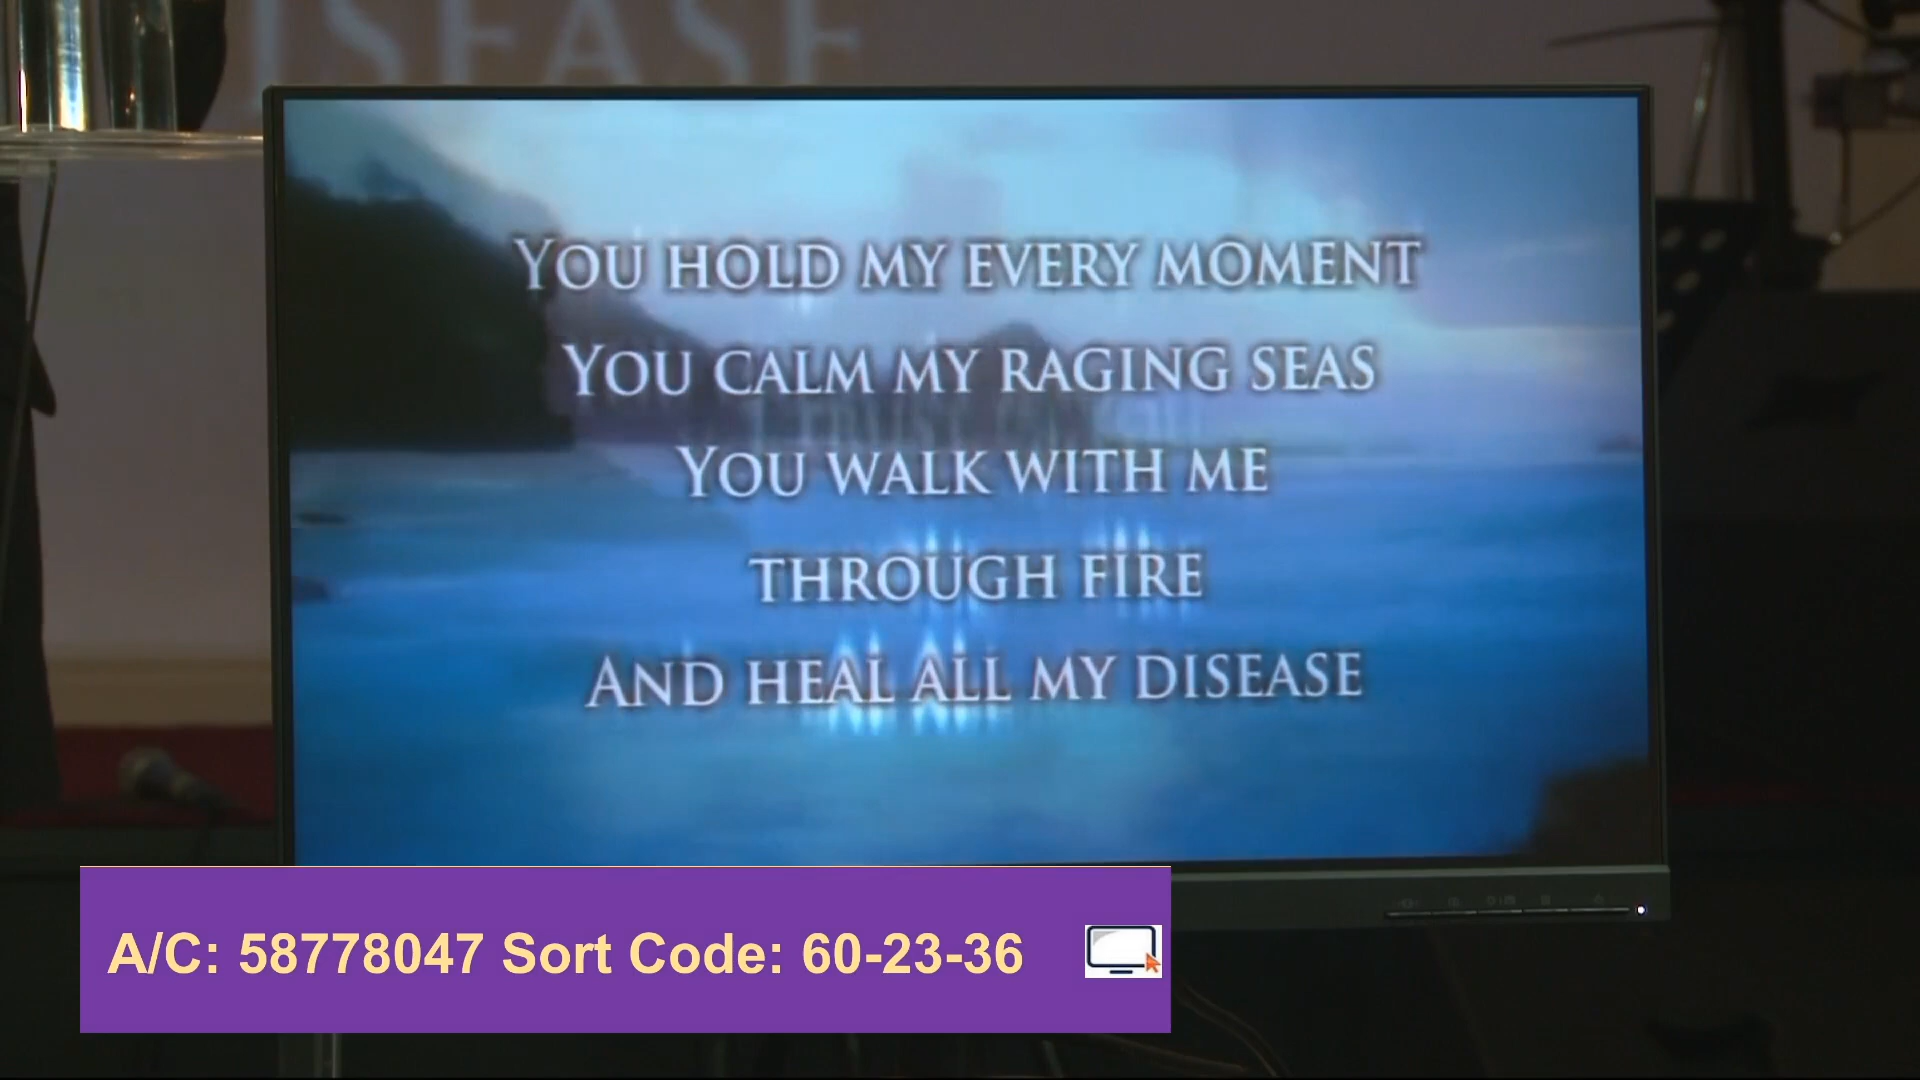 ISEASE
You hold my every moment
You calm my raging seas
You walk with me
through fire
And heal all my disease
A/C: 58778047 Sort Code: 60-23-36